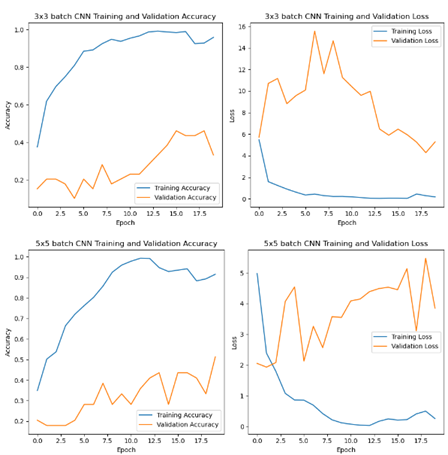 3x3 batch CNN Training and Validation Accuracy
1.0
0.8
0.6
0.4
0.2
Accuracy
0.0 2.5 5.0 7.5 10.0 12.5 15.0 17.5
Epoch
Training Accuracy
Validation Accuracy
3x3 batch CNN Training and Validation Loss
16
14
12
10
8
6
4
2
0
Loss
0.0 2.5 5.0 7.5 10.0 12.5 15.0 17.5
Epoch
Training Loss
Validation Loss
5x5 batch CNN Training and Validation Accuracy
1.0
0.9
0.8
0.7
0.6
0.5
0.4
0.3
0.2
Accuracy
0.0 2.5 5.0 7.5 10.0 12.5 15.0 17.5
Epoch
Training Accuracy
Validation Accuracy
5x5 batch CNN Training and Validation Loss
5
4
3
2
1
0
Loss
0.0 2.5 5.0 7.5 10.0 12.5 15.0 17.5
Epoch
Training Loss
Validation Loss